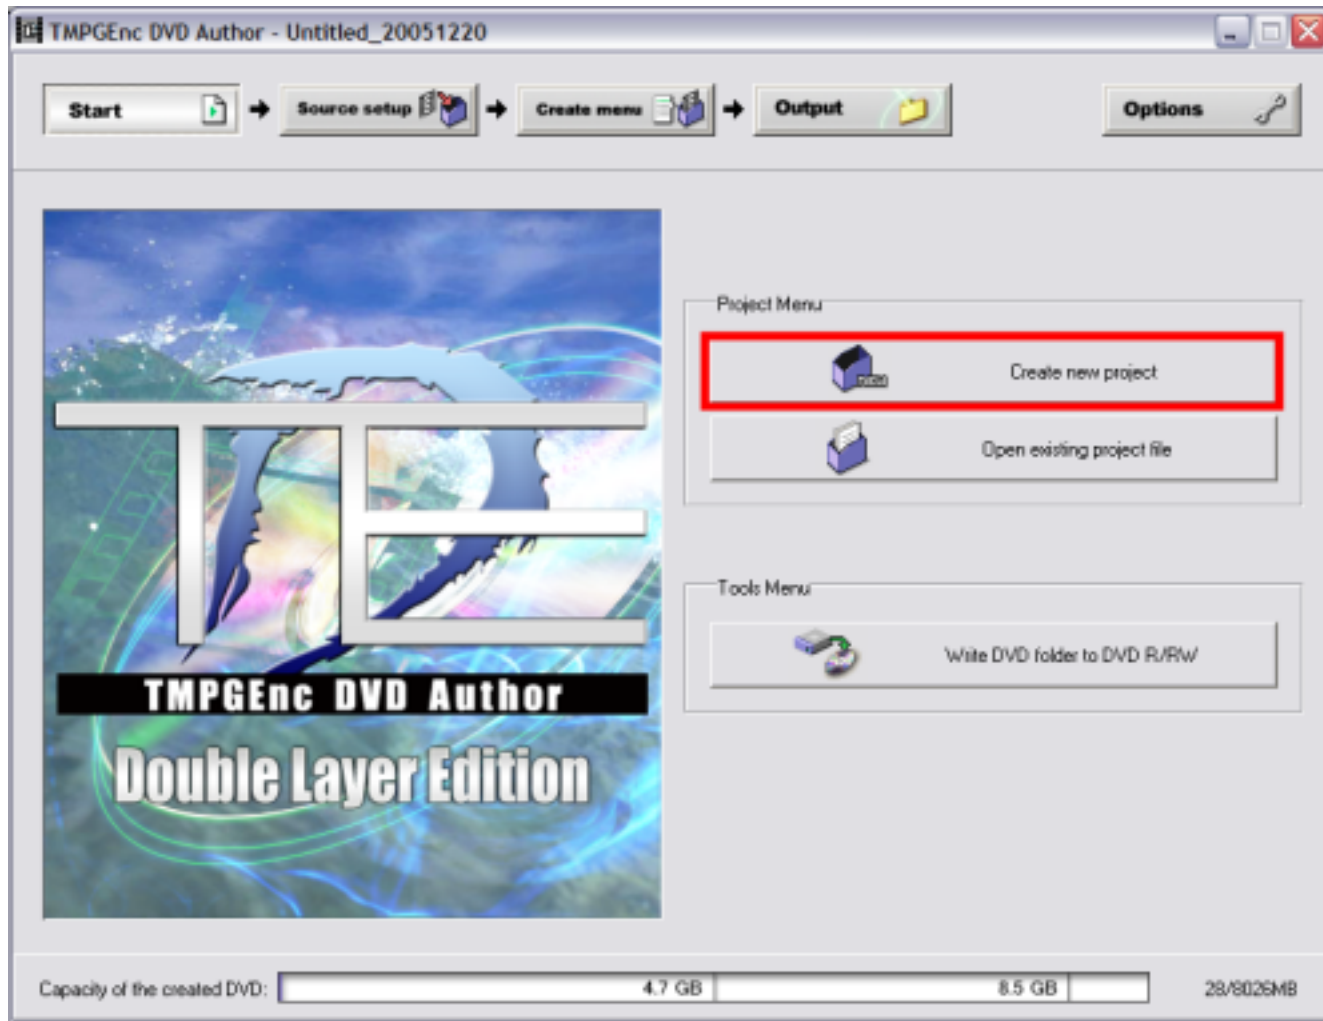 TMPGEnc DVD Author - Untitled_20051220
Start
Source setup
Create menu
Output
Options
Project Menu
Create new project
Open existing project file
Tools Menu
Write DVD folder to DVD R/RW
TE
TMPGEnc DVD Author
Double Layer Edition
Capacity of the created DVD:
4.7 GB
8.5 GB
28/8026MB